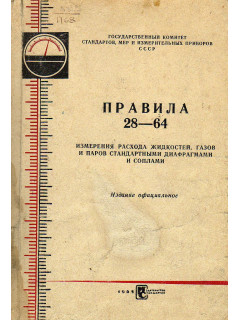 1968
ГОСУДАРСТВЕННЫЙ КОМИТЕТ
СТАНДАРТОВ, МЕР И ИЗМЕРИТЕЛЬНЫХ ПРИБОРОВ
СССР
ПРАВИЛА
28—64
ИЗМЕРЕНИЯ РАСХОДА ЖИДКОСТЕЙ, ГАЗОВ
И ПАРОВ СТАНДАРТНЫМИ ДИАФРАГМАМИ
И СОПЛАМИ
Издание официальное